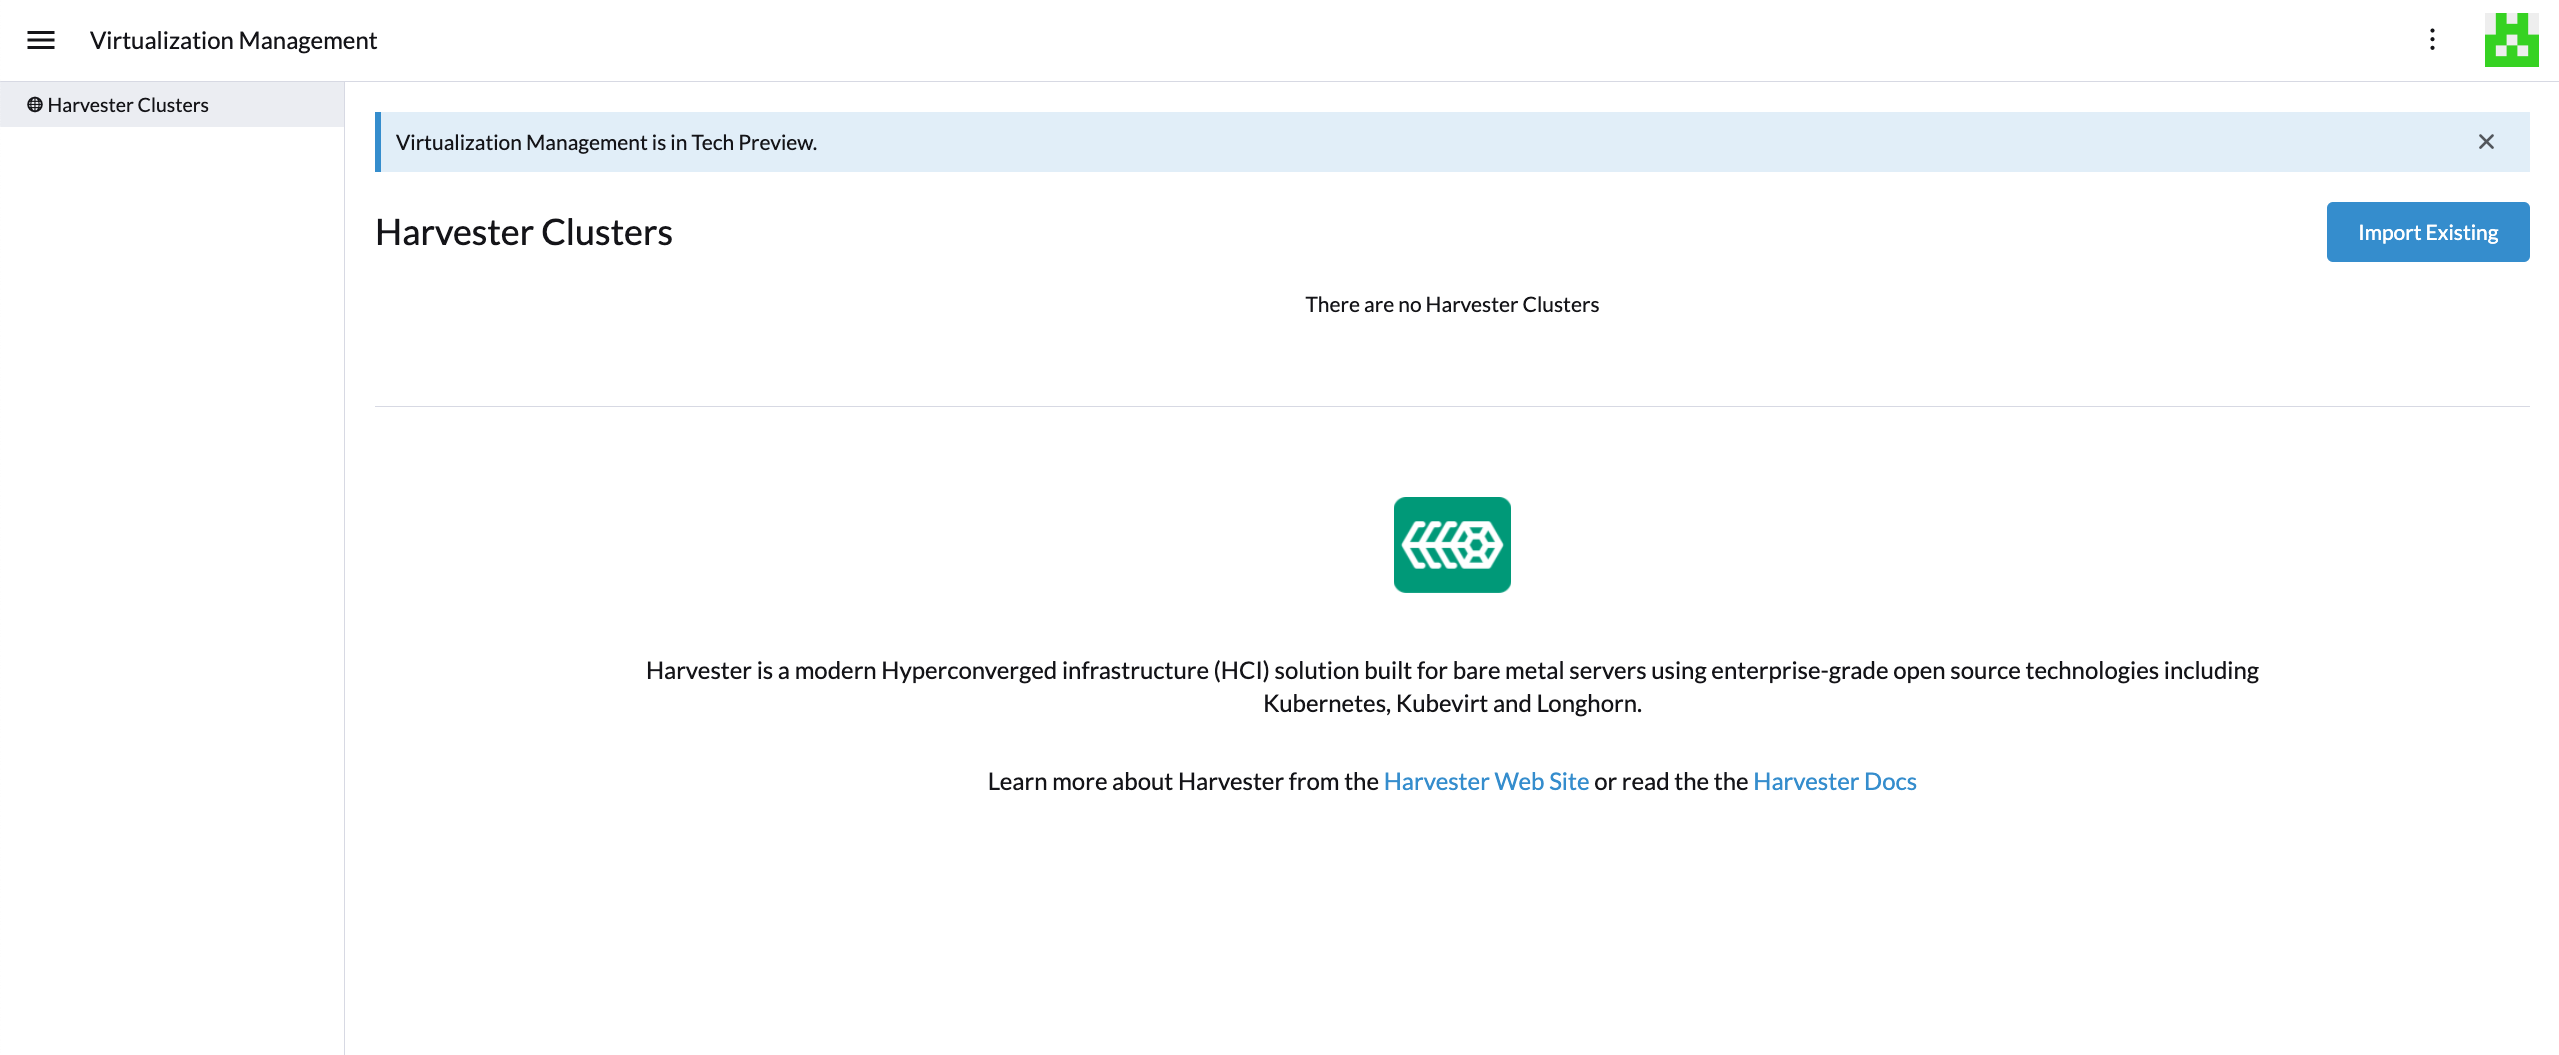 Virtualization Management
Harvester Clusters
Virtualization Management is in Tech Preview.
Harvester Clusters
Import Existing
There are no Harvester Clusters
Harvester is a modern Hyperconverged infrastructure (HCI) solution built for bare metal servers using enterprise-grade open source technologies including
Kubernetes, Kubevirt and Longhorn.
Learn more about Harvester from the Harvester Web Site or read the the Harvester Docs